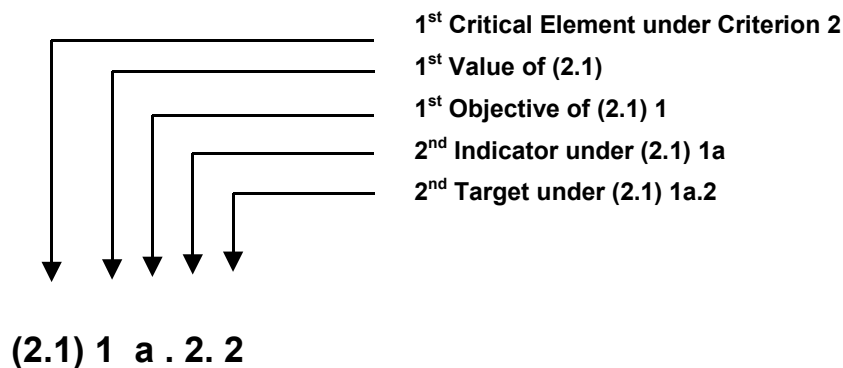 1st Critical Element under Criterion 2
1st Value of (2.1)
1st Objective of (2.1) 1
2nd Indicator under (2.1) 1a
2nd Target under (2.1) 1a.2
(2.1) 1 a . 2. 2